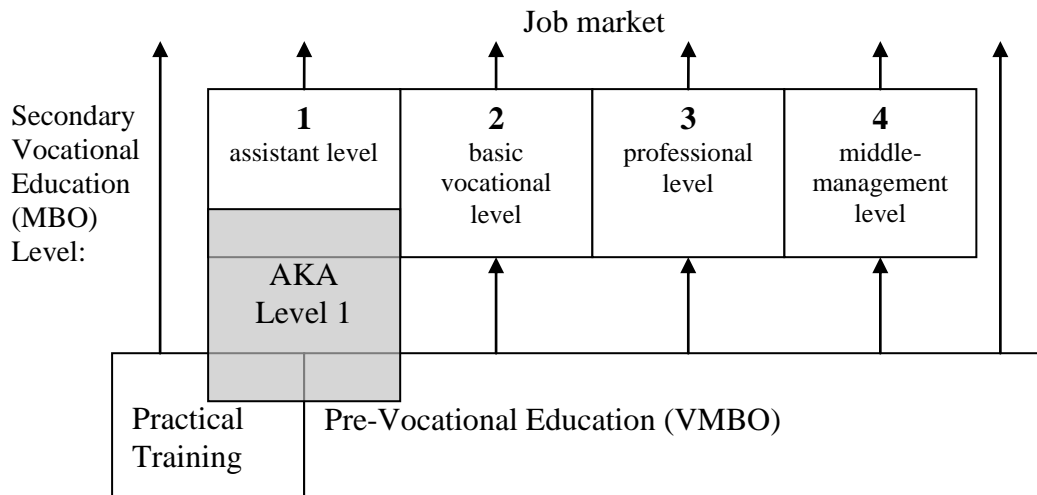 Job market
Secondary
Vocational
Education
(MBO)
Level:
1
assistant level
2
basic
vocational
level
3
professional
level
4
middle-
management
level
AKA
Level 1
Practical
Training
Pre-Vocational Education (VMBO)